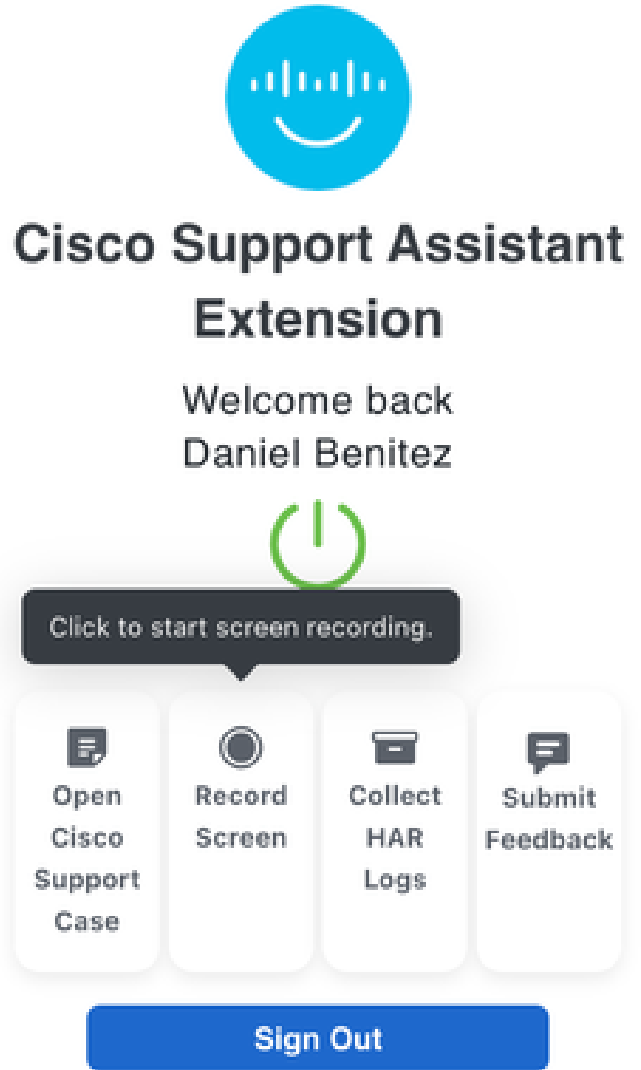 Cisco Support Assistant
Extension
Welcome back
Daniel Benitez
Click to start screen recording.
Open
Cisco
Support
Case
Record
Screen
Collect
HAR
Logs
Submit
Feedback
Sign Out